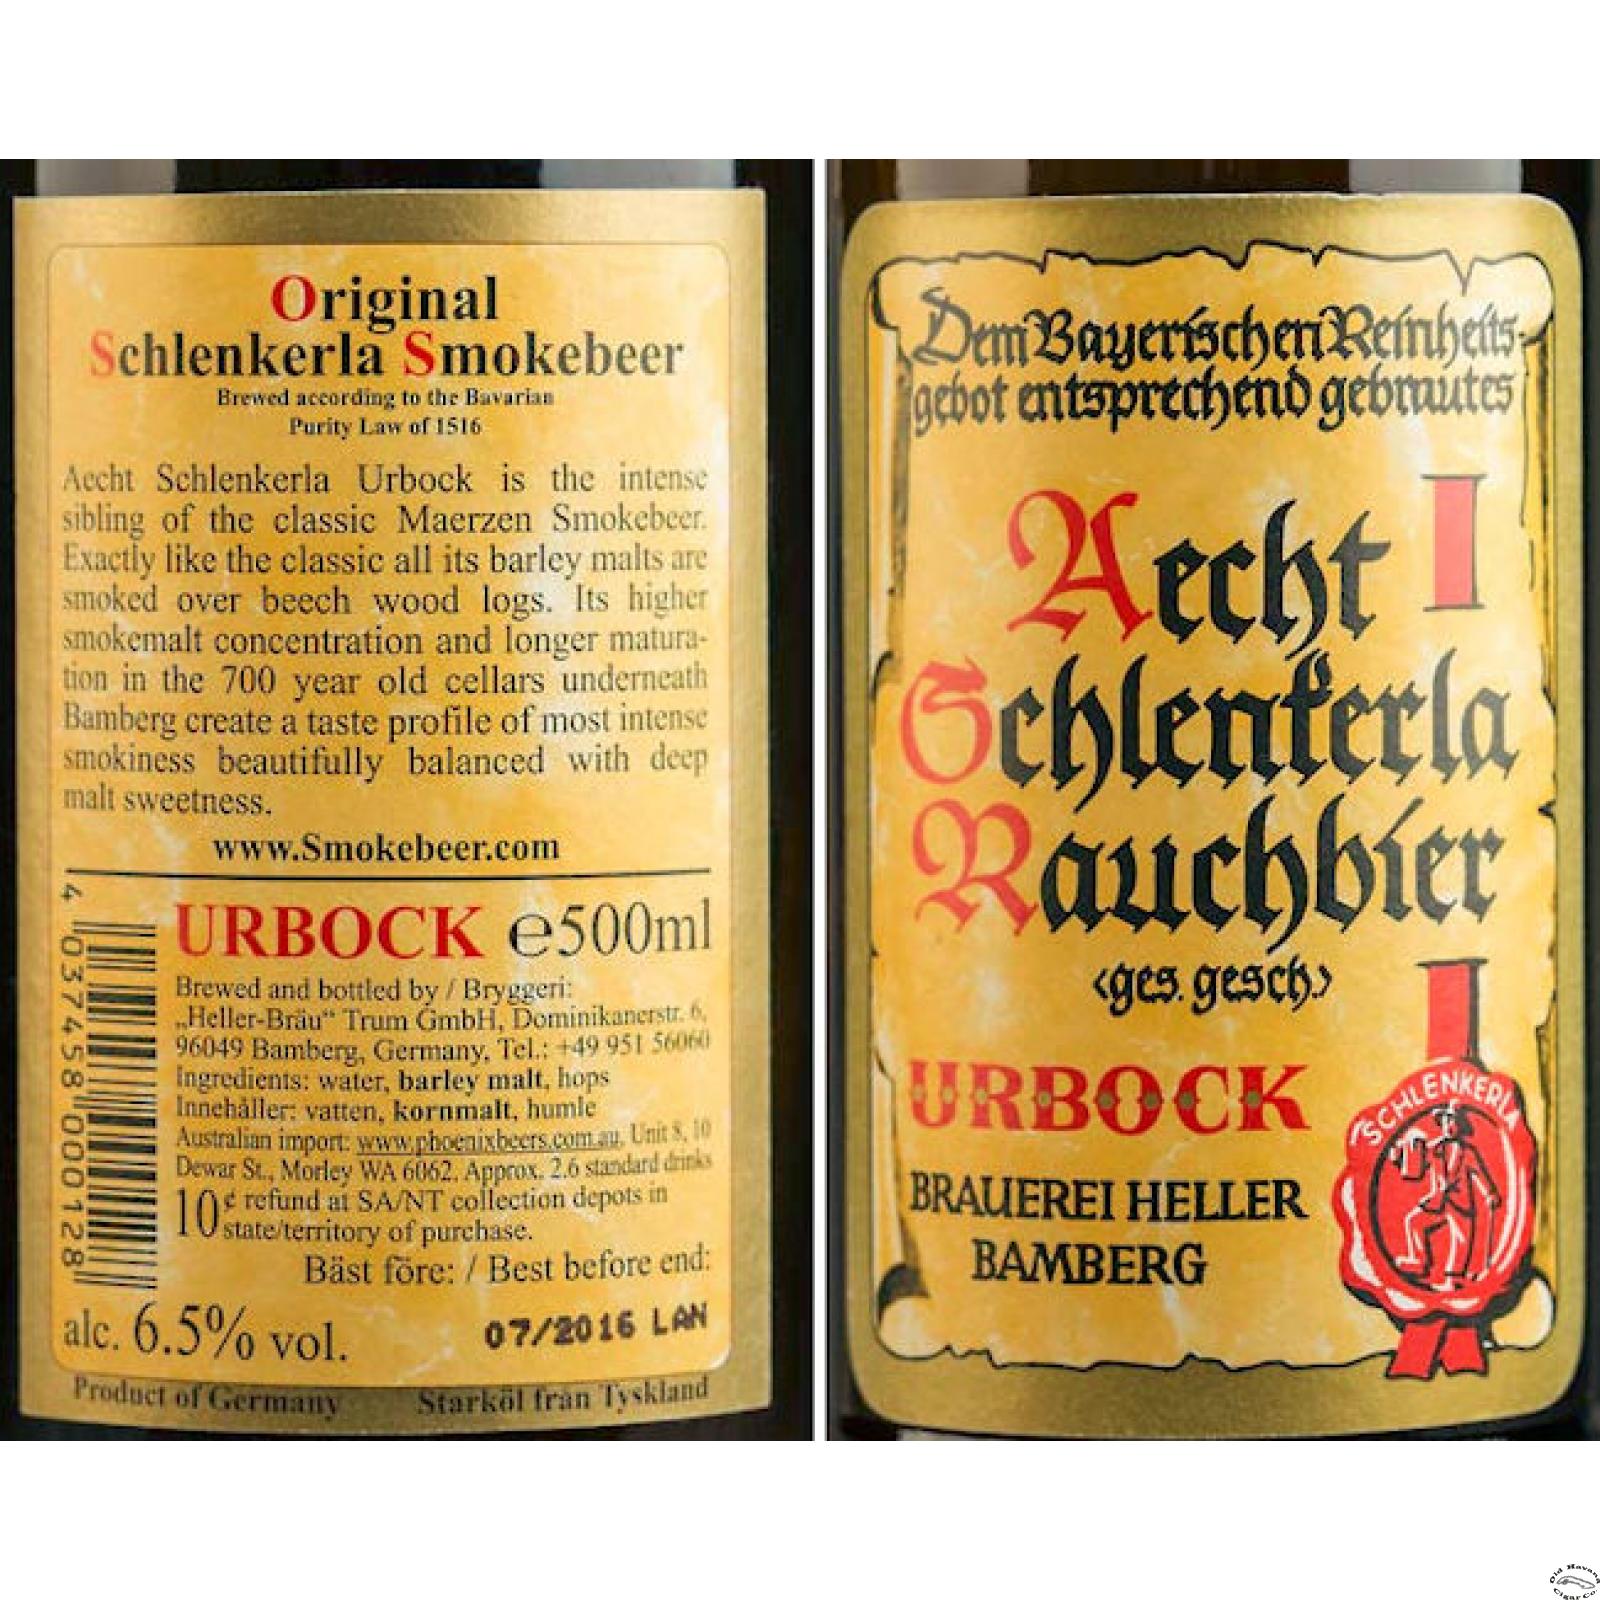 Original
Schlenkerla Smokebeer
Brewed according to the Bavarian
Purity Law of 1516
Aecht Schlenkerla Urbock is the intense
sibling of the classic Maerzen Smokebeer.
Exactly like the classic all its barley malts are
smoked over beech wood logs. Its higher
smokemalt concentration and longer matura-
tion in the 700 year old cellars underneath
Bamberg create a taste profile of most intense
smokiness beautifully balanced with deep
malt sweetness.
www.Smokebeer.com
4 037458 000128
URBOCK ℮500ml
Brewed and bottled by / Bryggeri:
„Heller-Bräu“ Trum GmbH, Dominikanerstr. 6,
96049 Bamberg, Germany, Tel.: +49 951 56060
Ingredients: water, barley malt, hops
Innehåller: vatten, kornmalt, humle
Australian import: www.phoenixbeers.com.au, Unit 8, 10
Dewar St., Morley WA 6062. Approx. 2.6 standard drinks
10¢ refund at SA/NT collection depots in
state/territory of purchase.
Bäst före: / Best before end:
alc. 6.5% vol.
07/2016 LAN
Product of Germany Starköl från Tyskland
Dem Bayerischen Reinheits-
gebot entsprechend gebrautes
Aecht
Schlenkerla
Rauchbier
<ges. gesch.>
URBOCK
BRAUEREI HELLER
BAMBERG
SCHLENKERLA
Old Havana
Cigar Co.